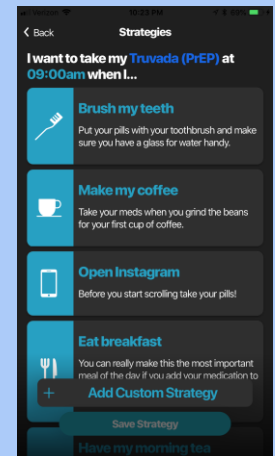 Verizon
10:23 PM
69%
Back
Strategies
I want to take my Truvada (PrEP) at
09:00am when I...
Brush my teeth
Put your pills with your toothbrush and make
sure you have a glass for water handy.
Make my coffee
Take your meds when you grind the beans
for your first cup of coffee.
Open Instagram
Before you start scrolling take your pills!
Eat breakfast
You can really make this the most important
meal of the day if you add your medication to
+ Add Custom Strategy
Save Strategy
Have my morning tea